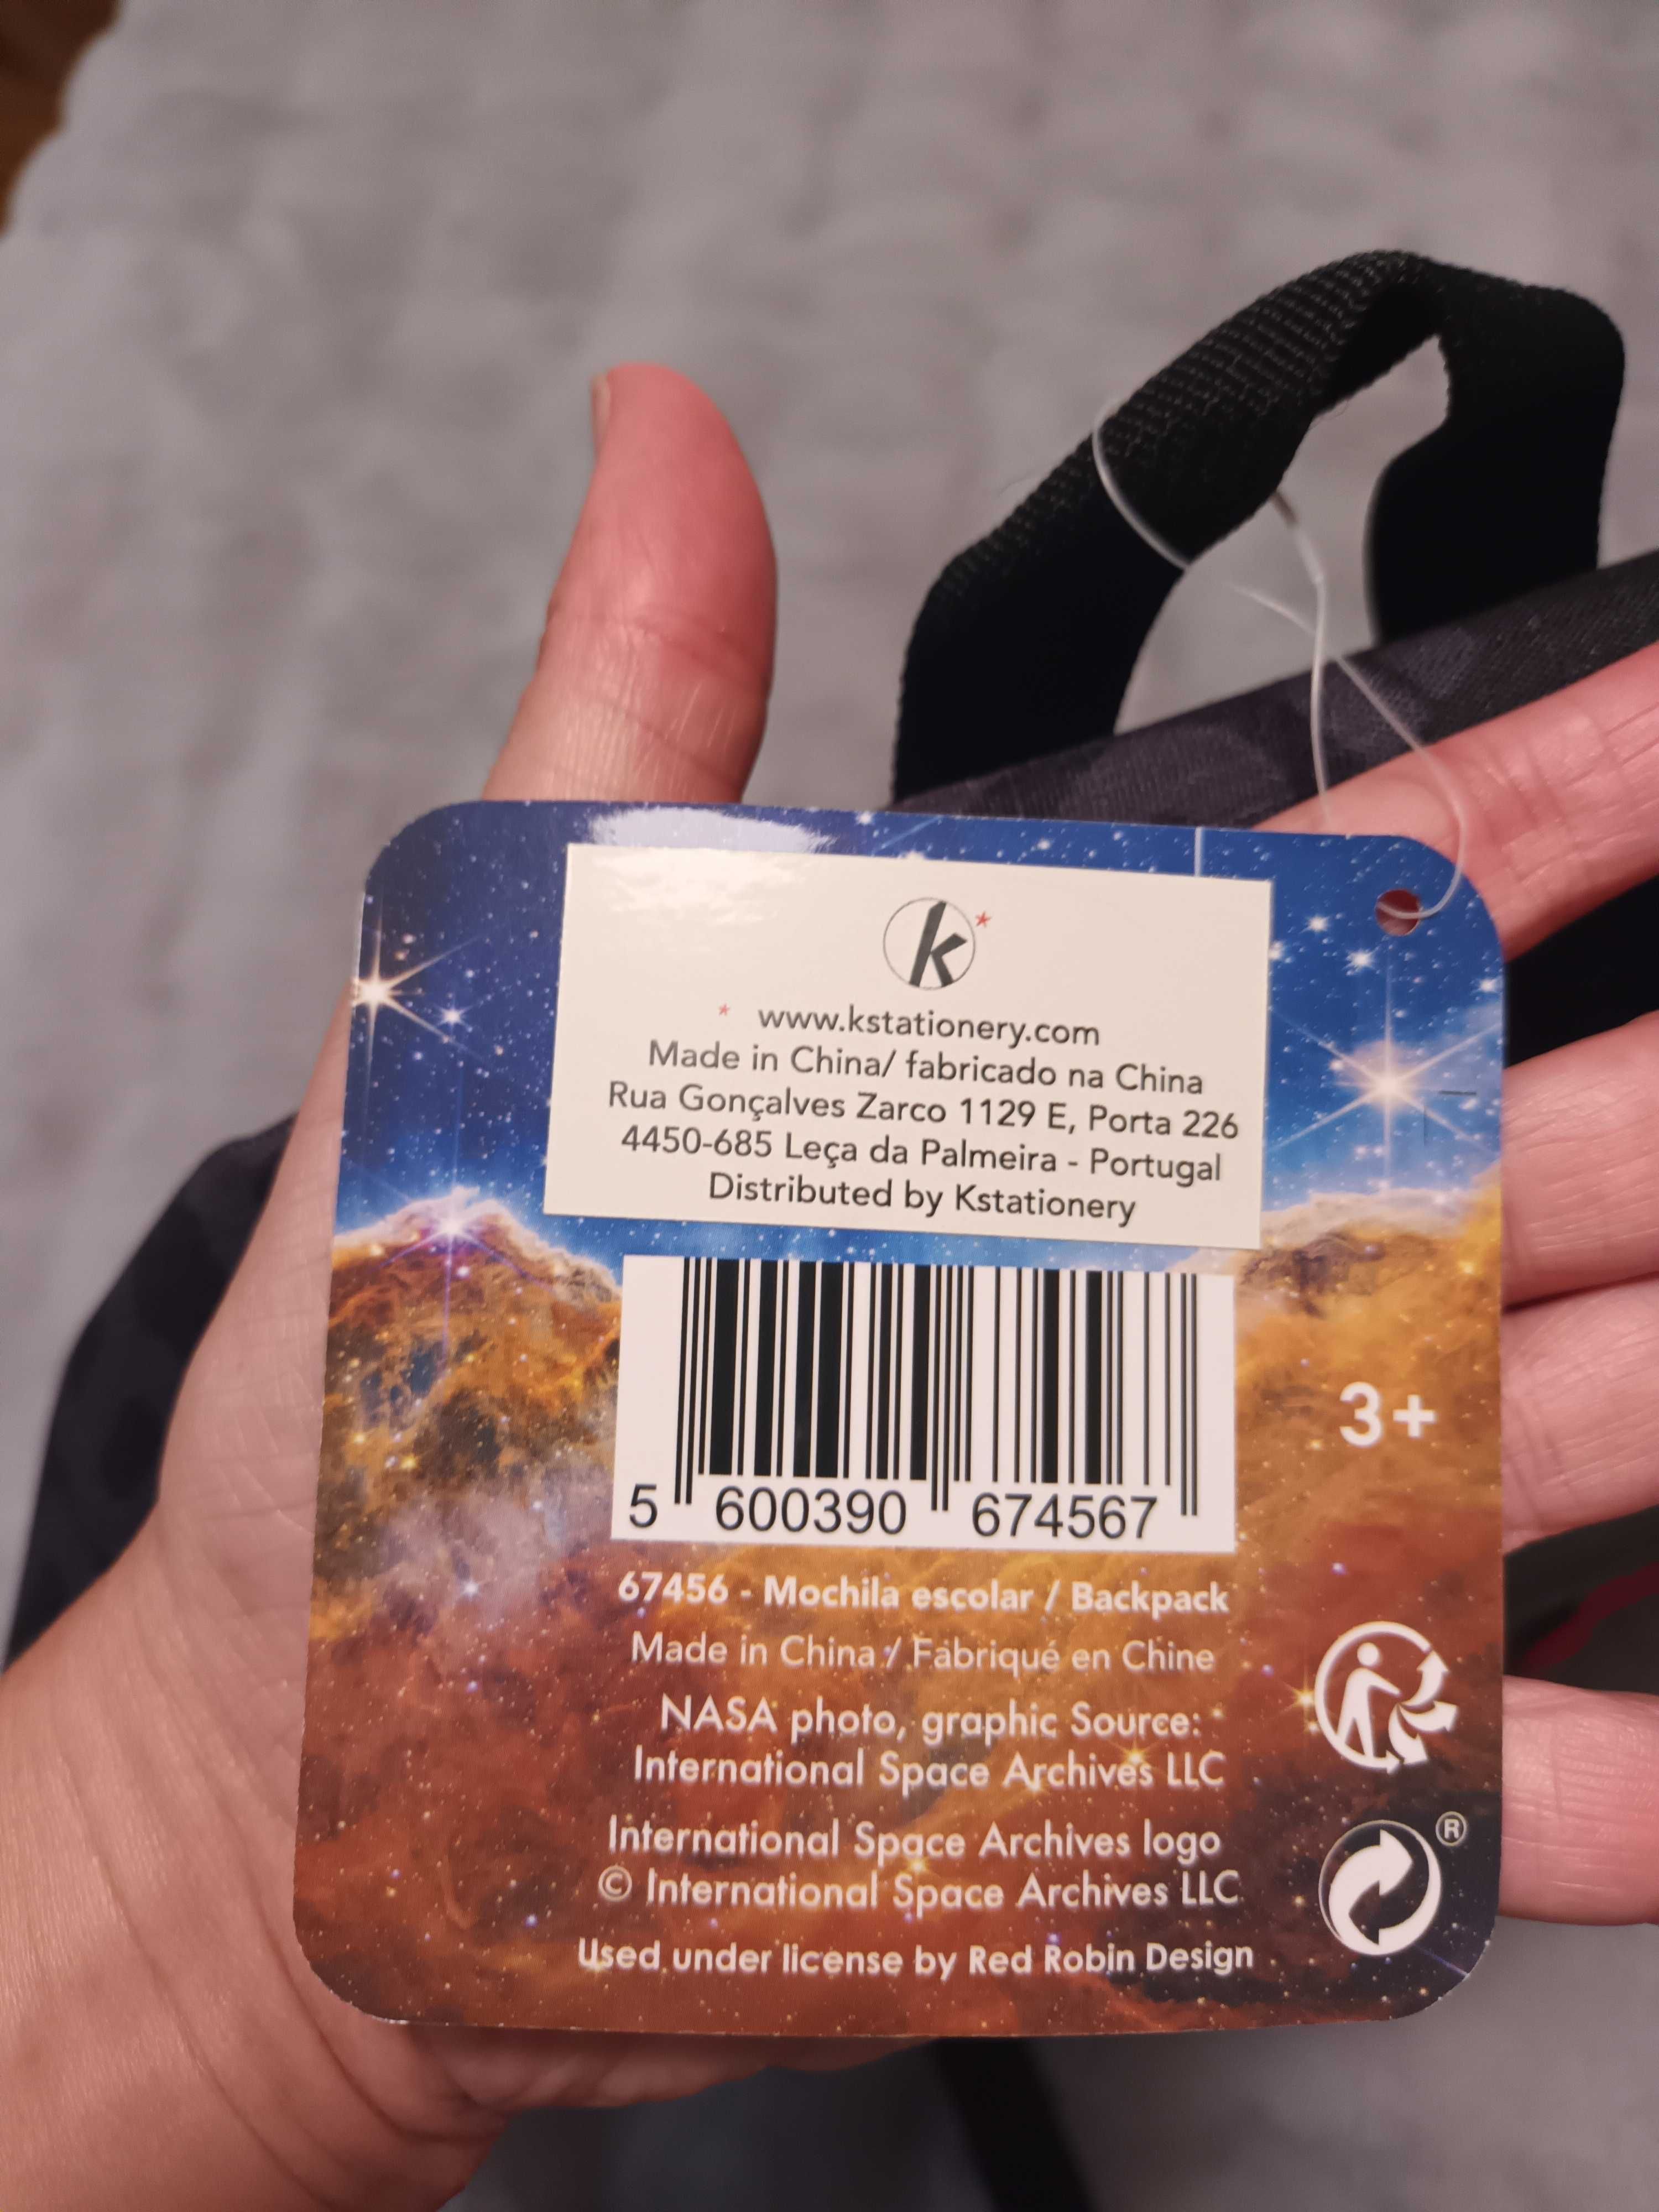 k*
* www.kstationery.com
Made in China/ fabricado na China
Rua Gonçalves Zarco 1129 E, Porta 226
4450-685 Leça da Palmeira - Portugal
Distributed by Kstationery
5 600390 674567
3+
67456 - Mochila escolar / Backpack
Made in China / Fabriqué en Chine
NASA photo, graphic Source:
International Space Archives LLC
International Space Archives logo
© International Space Archives LLC
®
Used under license by Red Robin Design